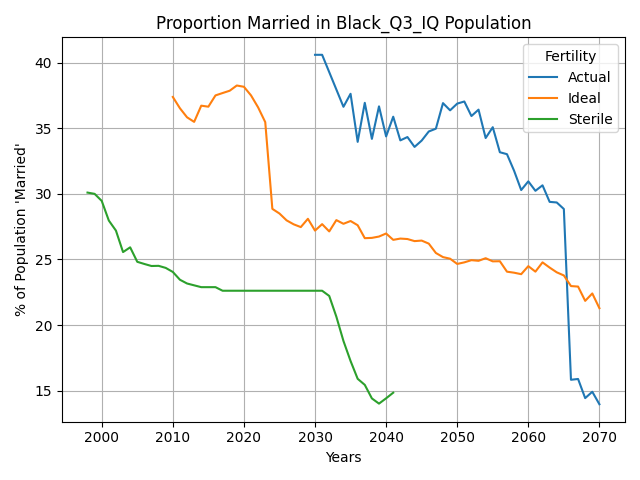 Proportion Married in Black_Q3_IQ Population
% of Population 'Married'
40
35
30
25
20
15
Fertility
Actual
Ideal
Sterile
2000 2010 2020 2030 2040 2050 2060 2070
Years